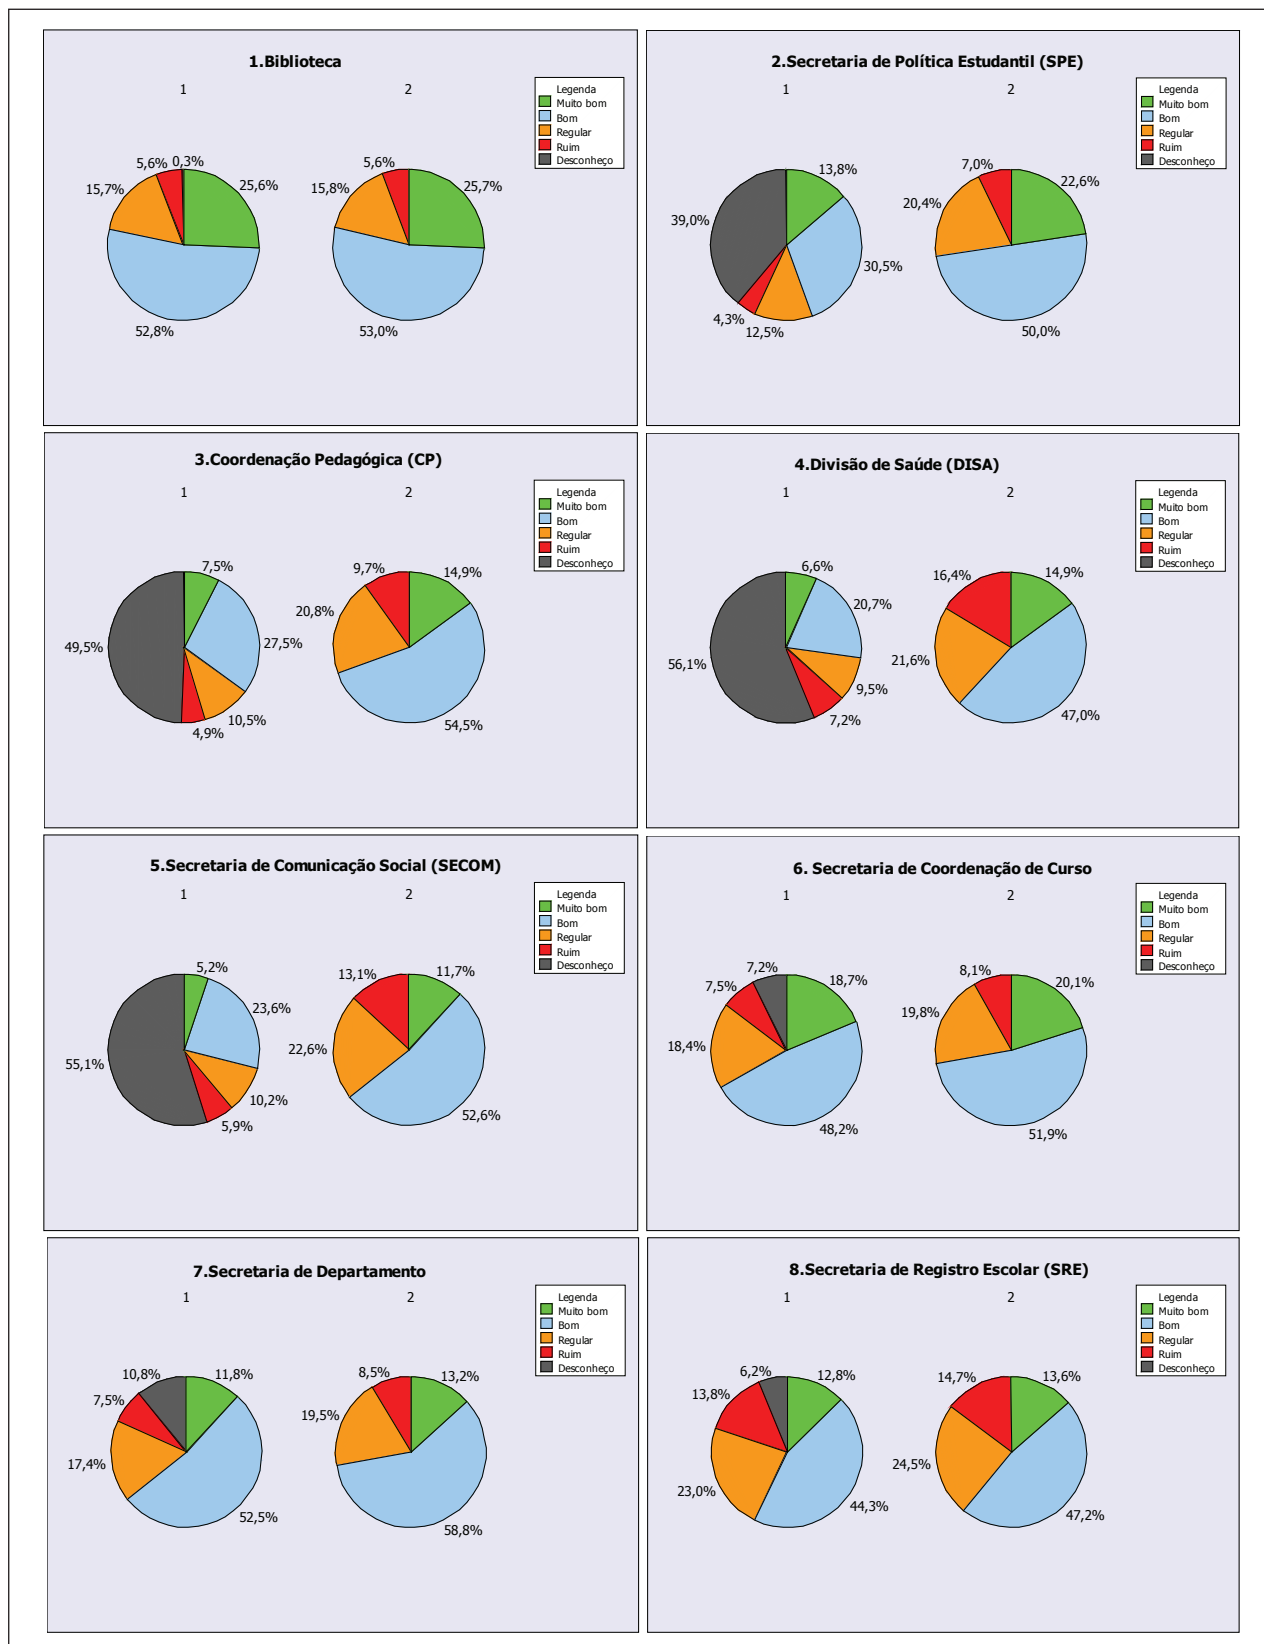 1.Biblioteca
1
2
Legenda
Muito bom
Bom
Regular
Ruim
Desconheço
5,6%
0,3%
15,7%
25,6%
52,8%
5,6%
15,8%
25,7%
53,0%
2.Secretaria de Política Estudantil (SPE)
1
2
Legenda
Muito bom
Bom
Regular
Ruim
Desconheço
13,8%
39,0%
30,5%
4,3%
12,5%
7,0%
22,6%
20,4%
50,0%
3.Coordenação Pedagógica (CP)
1
2
Legenda
Muito bom
Bom
Regular
Ruim
Desconheço
7,5%
49,5%
27,5%
10,5%
4,9%
9,7%
14,9%
20,8%
54,5%
4.Divisão de Saúde (DISA)
1
2
Legenda
Muito bom
Bom
Regular
Ruim
Desconheço
6,6%
20,7%
56,1%
9,5%
7,2%
16,4%
14,9%
21,6%
47,0%
5.Secretaria de Comunicação Social (SECOM)
1
2
Legenda
Muito bom
Bom
Regular
Ruim
Desconheço
5,2%
23,6%
55,1%
10,2%
5,9%
13,1%
11,7%
22,6%
52,6%
6. Secretaria de Coordenação de Curso
1
2
Legenda
Muito bom
Bom
Regular
Ruim
Desconheço
7,2%
18,7%
7,5%
18,4%
48,2%
8,1%
20,1%
19,8%
51,9%
7.Secretaria de Departamento
1
2
Legenda
Muito bom
Bom
Regular
Ruim
Desconheço
10,8%
11,8%
7,5%
17,4%
52,5%
8,5%
13,2%
19,5%
58,8%
8.Secretaria de Registro Escolar (SRE)
1
2
Legenda
Muito bom
Bom
Regular
Ruim
Desconheço
6,2%
12,8%
13,8%
23,0%
44,3%
14,7%
13,6%
24,5%
47,2%